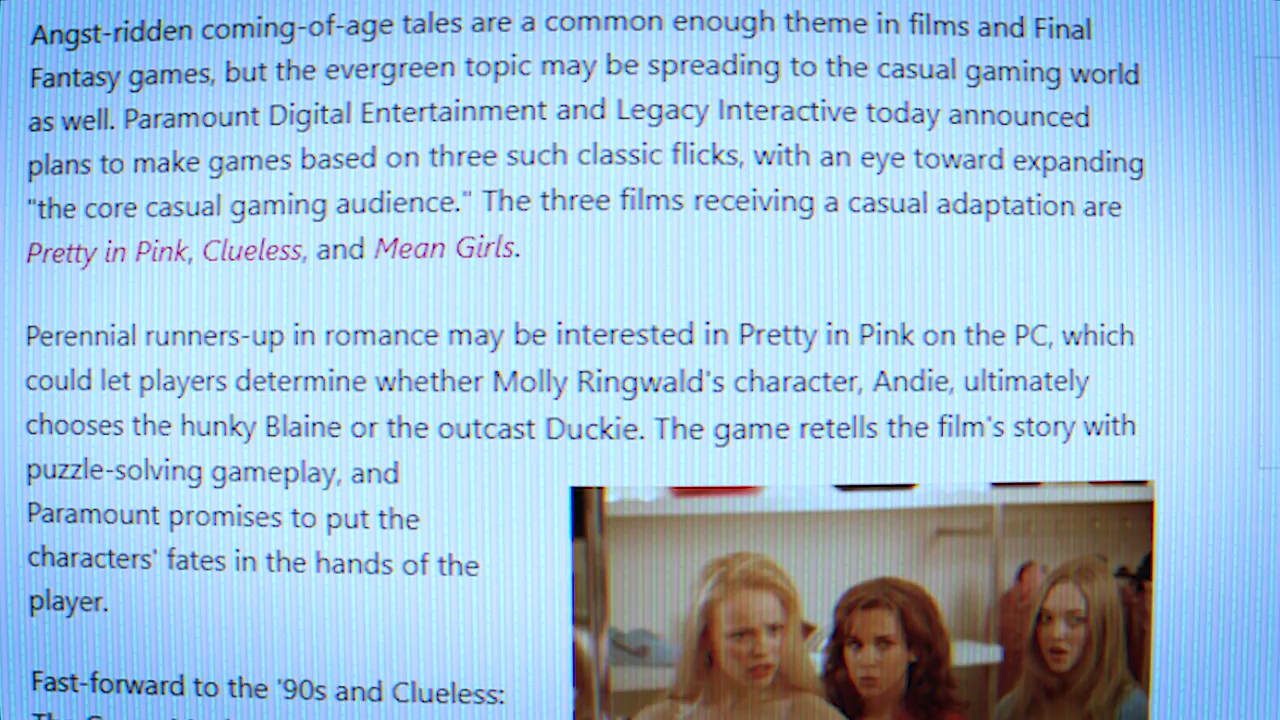 Angst-ridden coming-of-age tales are a common enough theme in films and Final
Fantasy games, but the evergreen topic may be spreading to the casual gaming world
as well. Paramount Digital Entertainment and Legacy Interactive today announced
plans to make games based on three such classic flicks, with an eye toward expanding
"the core casual gaming audience." The three films receiving a casual adaptation are
Pretty in Pink, Clueless, and Mean Girls.
Perennial runners-up in romance may be interested in Pretty in Pink on the PC, which
could let players determine whether Molly Ringwald's character, Andie, ultimately
chooses the hunky Blaine or the outcast Duckie. The game retells the film's story with
puzzle-solving gameplay, and
Paramount promises to put the
characters' fates in the hands of the
player.
Fast-forward to the '90s and Clueless: